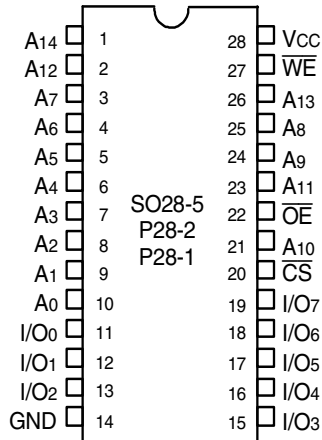 A14 1 28 VCC
A12 2 27 WE
A7 3 26 A13
A6 4 25 A8
A5 5 24 A9
A4 6 23 A11
A3 7 SO28-5 22 OE
A2 8 P28-2 21 A10
A1 9 P28-1 20 CS
A0 10 19 I/O7
I/O0 11 18 I/O6
I/O1 12 17 I/O5
I/O2 13 16 I/O4
GND 14 15 I/O3